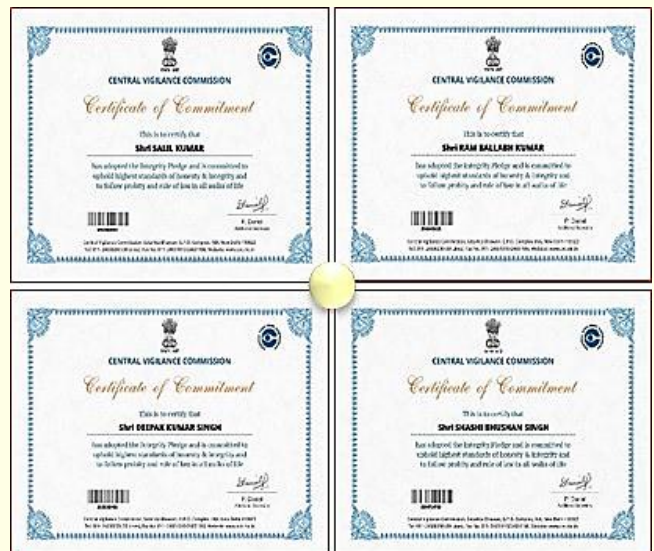 CENTRAL VIGILANCE COMMISSION
Certificate of Commitment
This is to certify that
Shri SALIL KUMAR
has adopted the Integrity Pledge and is committed to
uphold highest standards of honesty & integrity and
to follow probity and rule of law in all walks of life
P. Daniel
CENTRAL VIGILANCE COMMISSION
Certificate of Commitment
This is to certify that
Shri RAM BALLABH KUMAR
has adopted the Integrity Pledge and is committed to
uphold highest standards of honesty & integrity and
to follow probity and rule of law in all walks of life
P. Daniel
CENTRAL VIGILANCE COMMISSION
Certificate of Commitment
This is to certify that
Shri DEEPAK KUMAR SINGH
has adopted the Integrity Pledge and is committed to
uphold highest standards of honesty & integrity and
to follow probity and rule of law in all walks of life
P. Daniel
CENTRAL VIGILANCE COMMISSION
Certificate of Commitment
This is to certify that
Shri SHASHI BHUSHAN SINGH
has adopted the Integrity Pledge and is committed to
uphold highest standards of honesty & integrity and
to follow probity and rule of law in all walks of life
P. Daniel